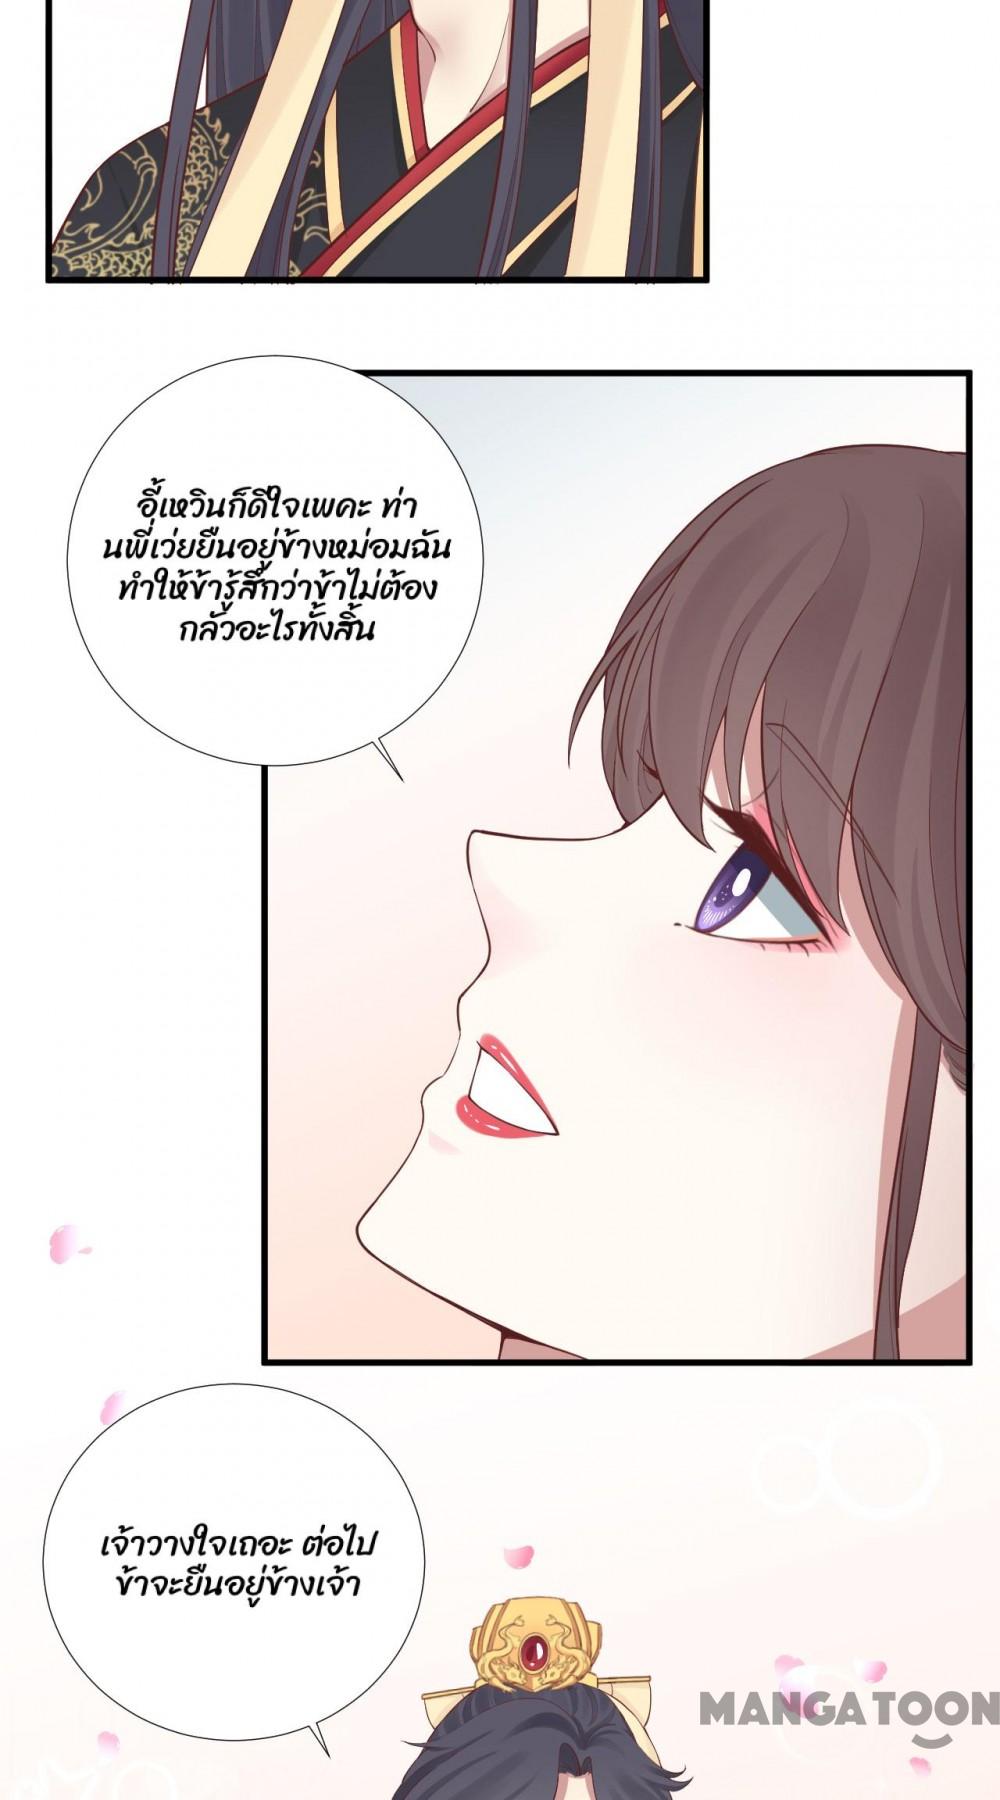 อี้เหวินก็ดีใจเพคะ ท่า
นพี่เว่ยยืนอยู่ข้างหม่อมฉัน
ทำให้ข้ารู้สึกว่าข้าไม่ต้อง
กลัวอะไรทั้งสิ้น
เจ้าวางใจเถอะ ต่อไป
ข้าจะยืนอยู่ข้างเจ้า
MANGATOON